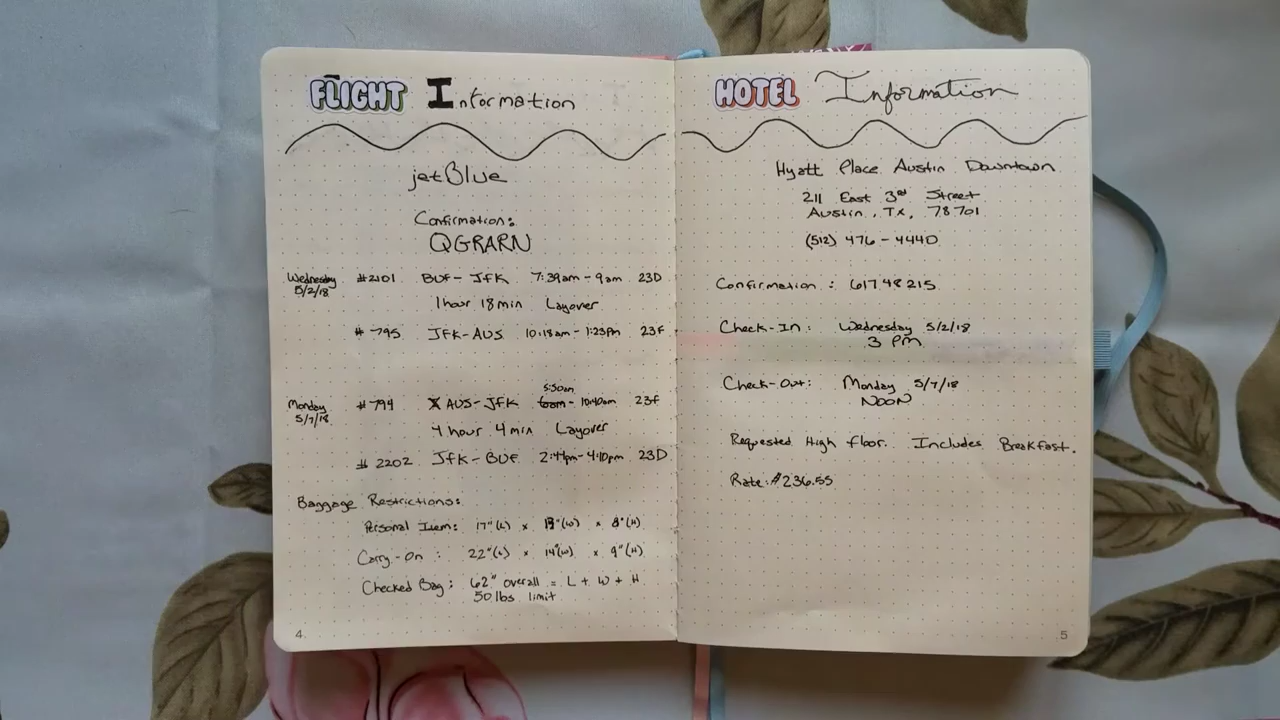 FLIGHT Information
jetBlue
Confirmation:
QGRARN
Wednesday #2101 BUF - JFK 7:39am - 9am 23D
5/2/18
1 hour 18 min Layover
# 795 JFK-AUS 10:18am - 1:23pm 23F
5:50am
Monday #794 AUS-JFK 6am - 10:40am 23F
5/7/18
4 hour 4 min Layover
# 2202 JFK - BUF 2:44pm - 4:10pm 23D
Baggage Restrictions:
Personal Item: 17"(L) x 13"(W) x 8"(H)
Carry-On : 22"(L) x 14"(W) x 9"(H)
Checked Bag: 62" overall = L + W + H
50 lbs limit
4
HOTEL Information
Hyatt Place Austin Downtown
211 East 3rd Street
Austin, TX, 78701
(512) 476-4440
Confirmation : 61748215
Check-In: Wednesday 5/2/18
3 PM
Check-Out: Monday 5/7/18
NOON
Requested High floor. Includes Breakfast.
Rate: $236.55
5